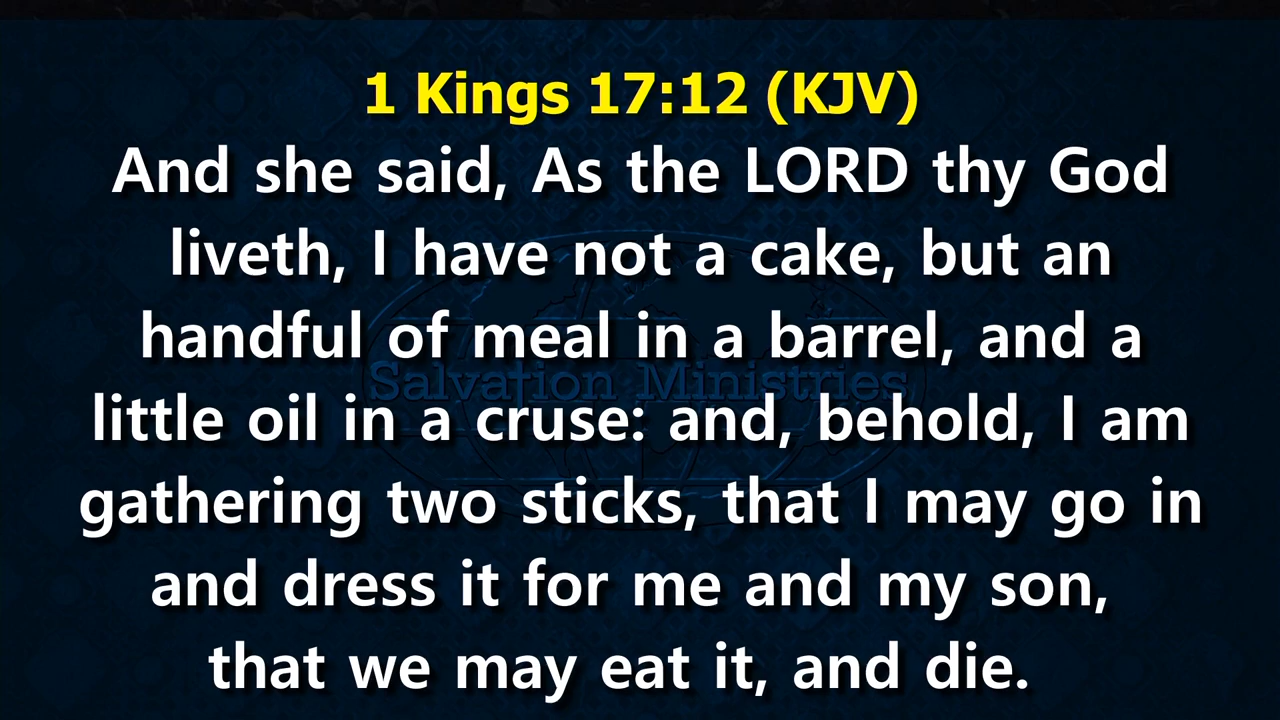 1 Kings 17:12 (KJV)
And she said, As the LORD thy God
liveth, I have not a cake, but an
handful of meal in a barrel, and a
Salvation Ministries
little oil in a cruse: and, behold, I am
gathering two sticks, that I may go in
and dress it for me and my son,
that we may eat it, and die.